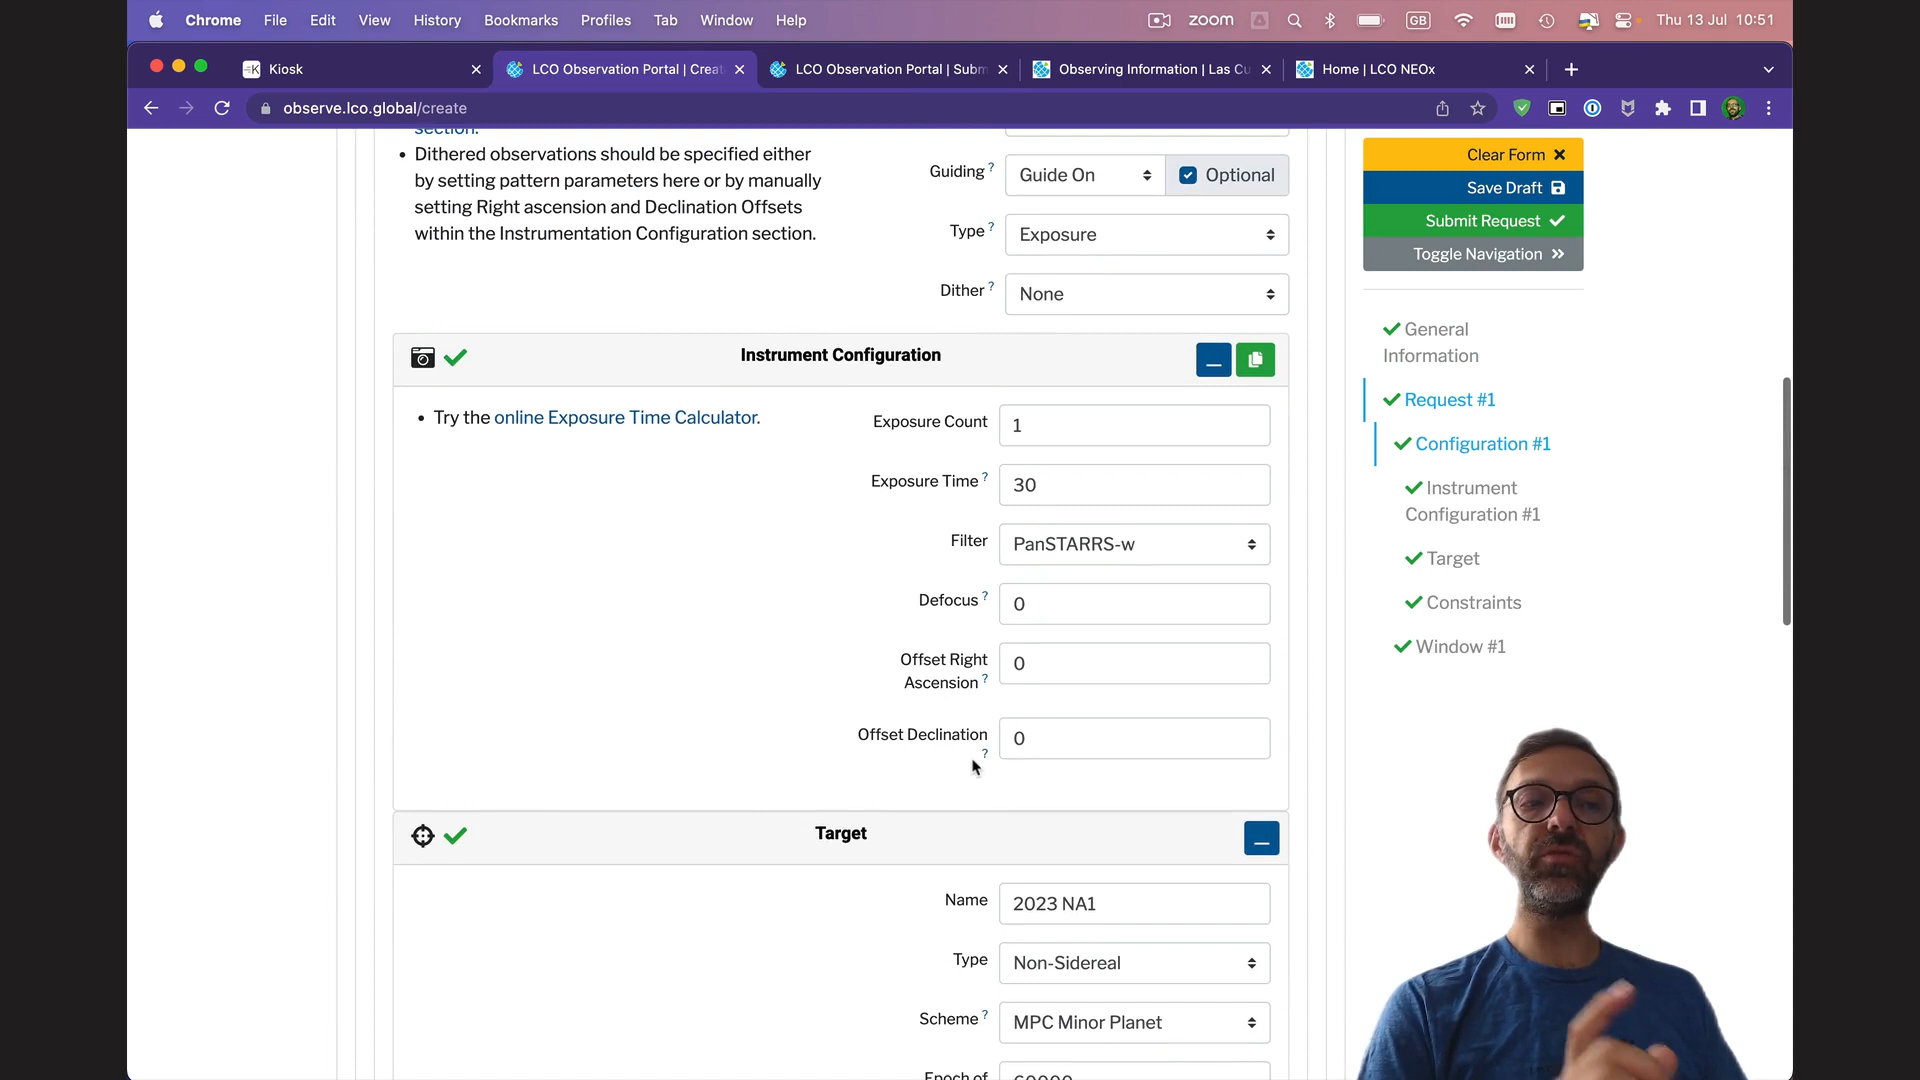 Chrome File Edit View History Bookmarks Profiles Tab Window Help zoom GB Thu 13 Jul 10:51
Kiosk LCO Observation Portal | Crea LCO Observation Portal | Subm Observing Information | Las Cu Home | LCO NEOx
observe.lco.global/create
section.
• Dithered observations should be specified either
by setting pattern parameters here or by manually
setting Right ascension and Declination Offsets
within the Instrumentation Configuration section.
Guiding ? Guide On Optional
Type ? Exposure
Dither ? None
Instrument Configuration
• Try the online Exposure Time Calculator.
Exposure Count 1
Exposure Time ? 30
Filter PanSTARRS-w
Defocus ? 0
Offset Right
Ascension ? 0
Offset Declination
? 0
Target
Name 2023 NA1
Type Non-Sidereal
Scheme ? MPC Minor Planet
Epoch of 60000
Clear Form
Save Draft
Submit Request
Toggle Navigation
General
Information
Request #1
Configuration #1
Instrument
Configuration #1
Target
Constraints
Window #1